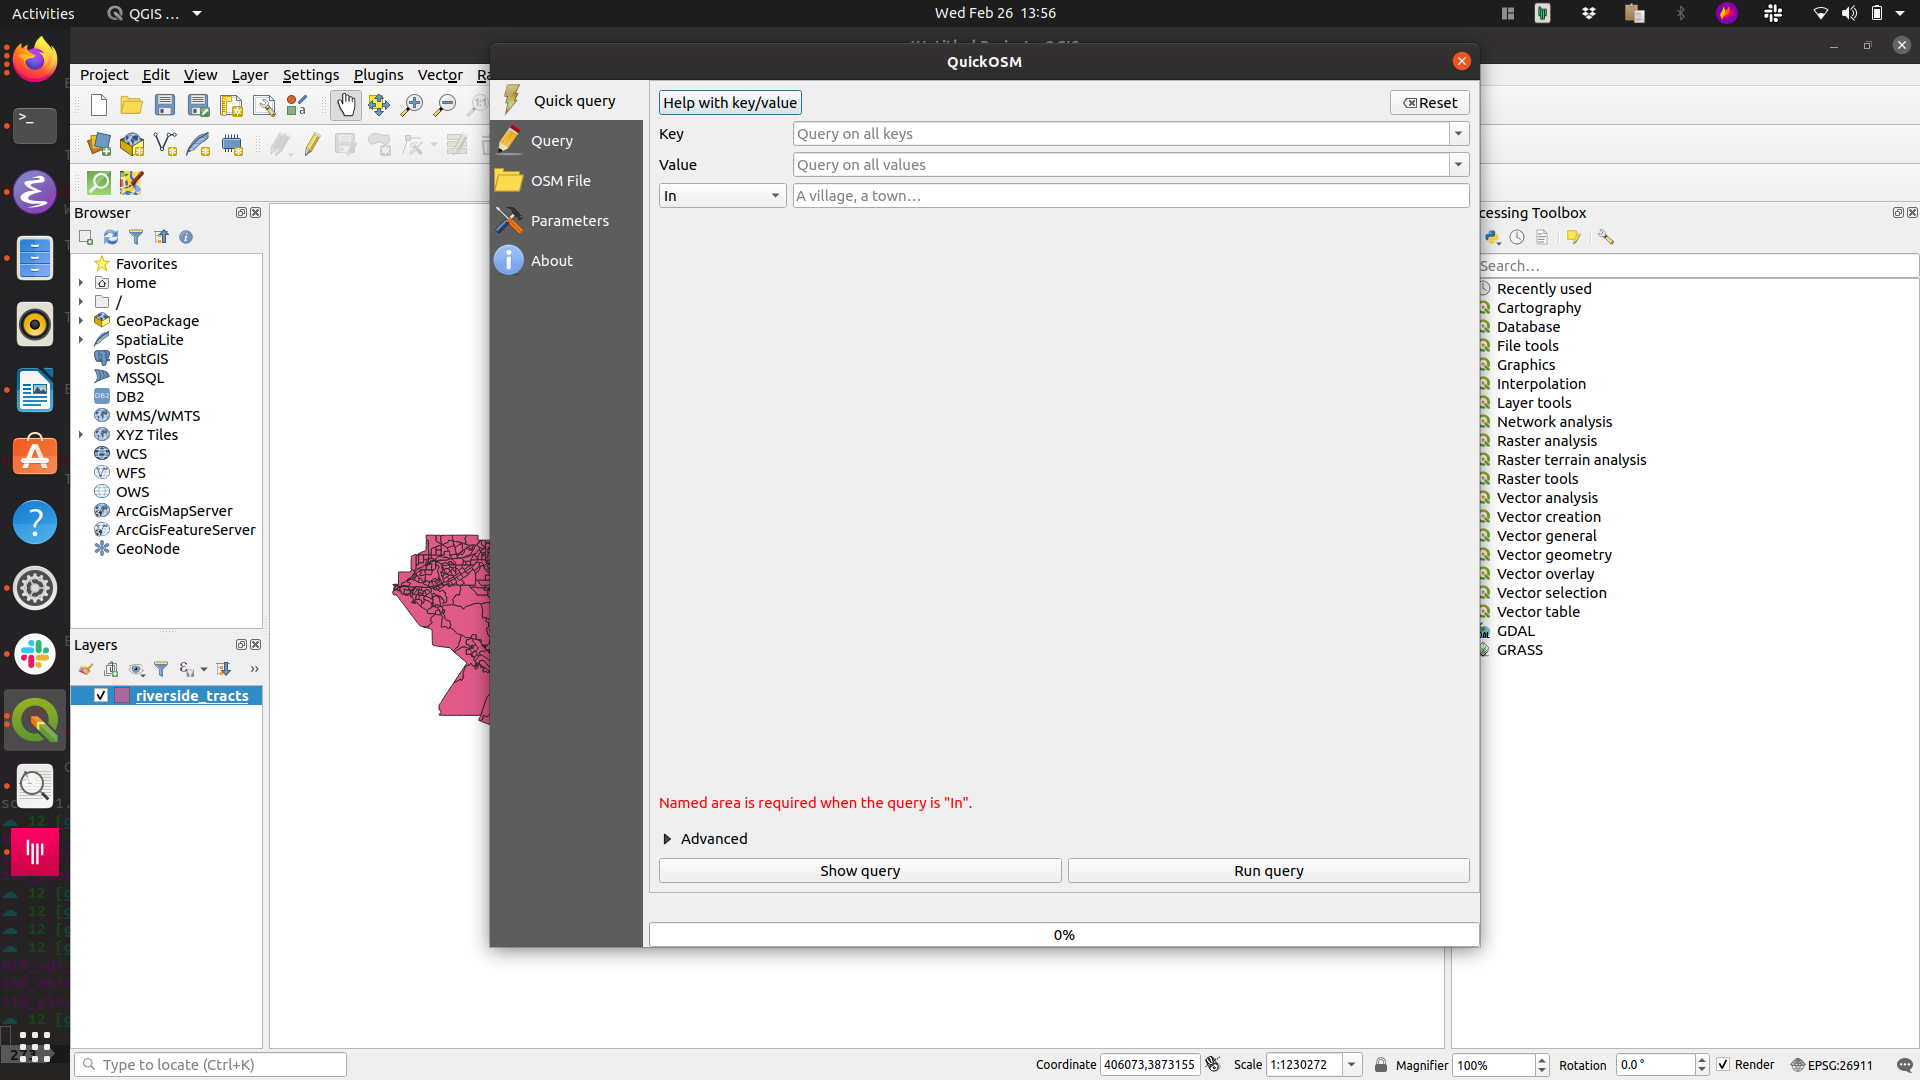 Activities
QGIS ...
Wed Feb 26 13:56
QuickOSM
Project Edit View Layer Settings Plugins Vector Ra
Quick query
Query
OSM File
Parameters
About
Help with key/value
Reset
Key
Query on all keys
Value
Query on all values
In
A village, a town...
Named area is required when the query is "In".
Advanced
Show query
Run query
0%
Browser
Favorites
Home
/
GeoPackage
SpatiaLite
PostGIS
MSSQL
DB2
WMS/WMTS
XYZ Tiles
WCS
WFS
OWS
ArcGisMapServer
ArcGisFeatureServer
GeoNode
Layers
riverside_tracts
cessing Toolbox
Search...
Recently used
Cartography
Database
File tools
Graphics
Interpolation
Layer tools
Network analysis
Raster analysis
Raster terrain analysis
Raster tools
Vector analysis
Vector creation
Vector general
Vector geometry
Vector overlay
Vector selection
Vector table
GDAL
GRASS
Type to locate (Ctrl+K)
Coordinate 406073,3873155
Scale 1:1230272
Magnifier 100%
Rotation 0.0 °
Render
EPSG:26911